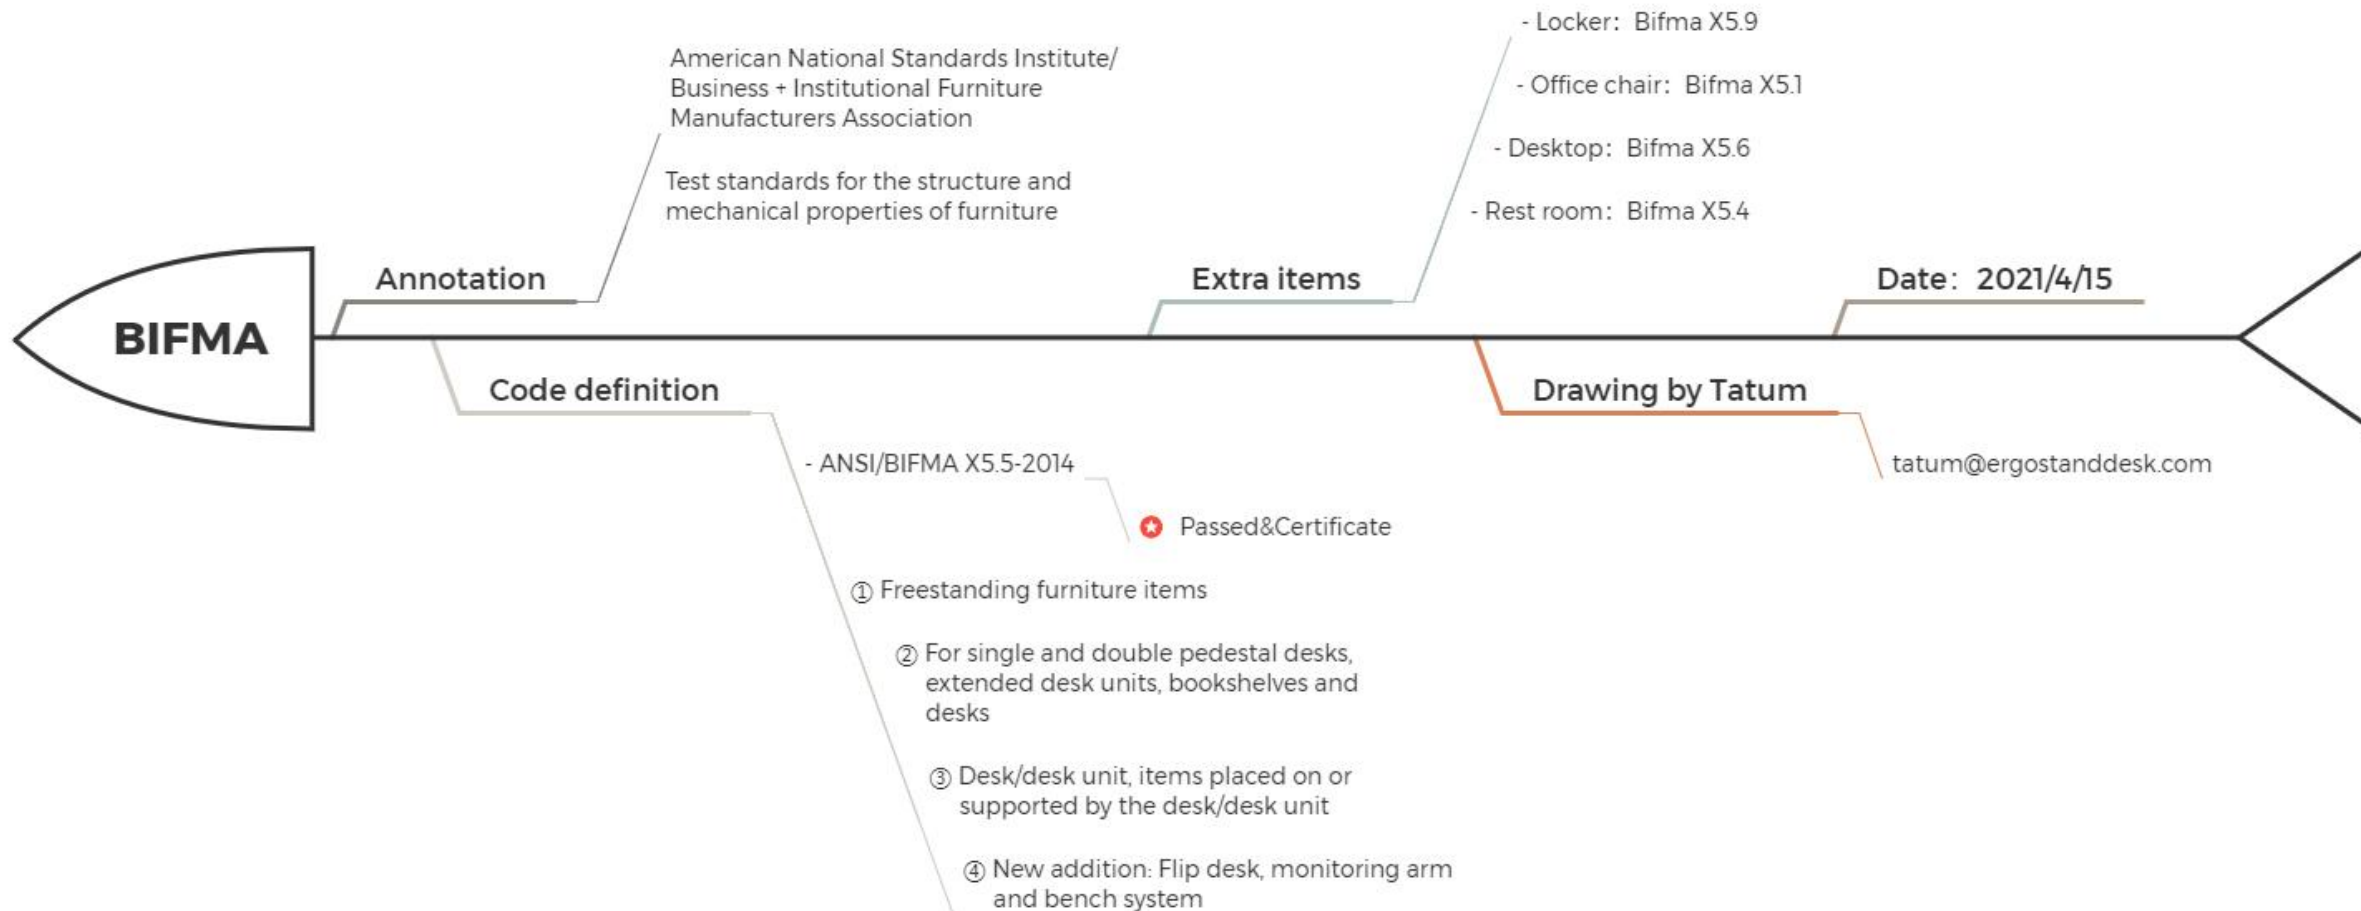 BIFMA
Annotation
American National Standards Institute/
Business + Institutional Furniture
Manufacturers Association
Test standards for the structure and
mechanical properties of furniture
Code definition
- ANSI/BIFMA X5.5-2014
Passed&Certificate
① Freestanding furniture items
② For single and double pedestal desks,
extended desk units, bookshelves and
desks
③ Desk/desk unit, items placed on or
supported by the desk/desk unit
④ New addition: Flip desk, monitoring arm
and bench system
Extra items
- Locker： Bifma X5.9
- Office chair： Bifma X5.1
- Desktop： Bifma X5.6
- Rest room： Bifma X5.4
Drawing by Tatum
tatum@ergostanddesk.com
Date： 2021/4/15